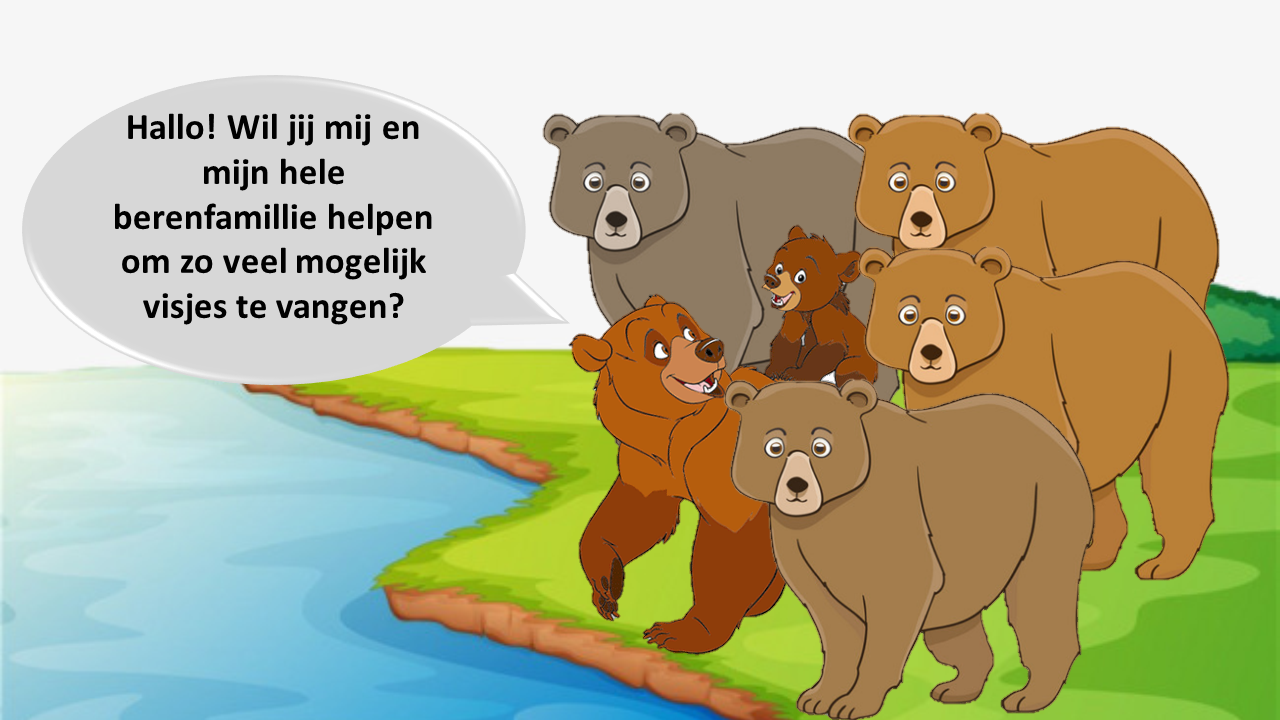 Hallo! Wil jij mij en
mijn hele
berenfamillie helpen
om zo veel mogelijk
visjes te vangen?